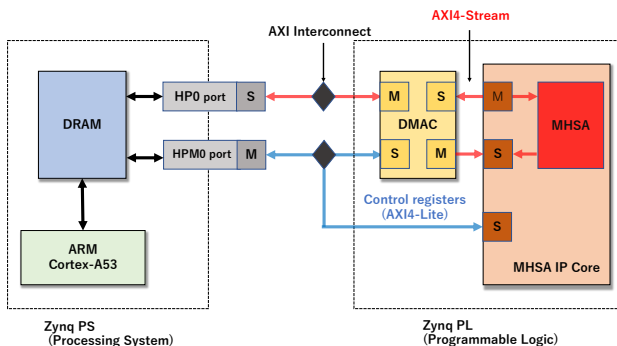 AXI4-Stream
AXI Interconnect
DRAM
HP0 port
S
M
S
M
MHSA
DMAC
HPM0 port
M
S
M
S
Control registers
(AXI4-Lite)
S
ARM
Cortex-A53
MHSA IP Core
Zynq PS
(Processing System)
Zynq PL
(Programmable Logic)